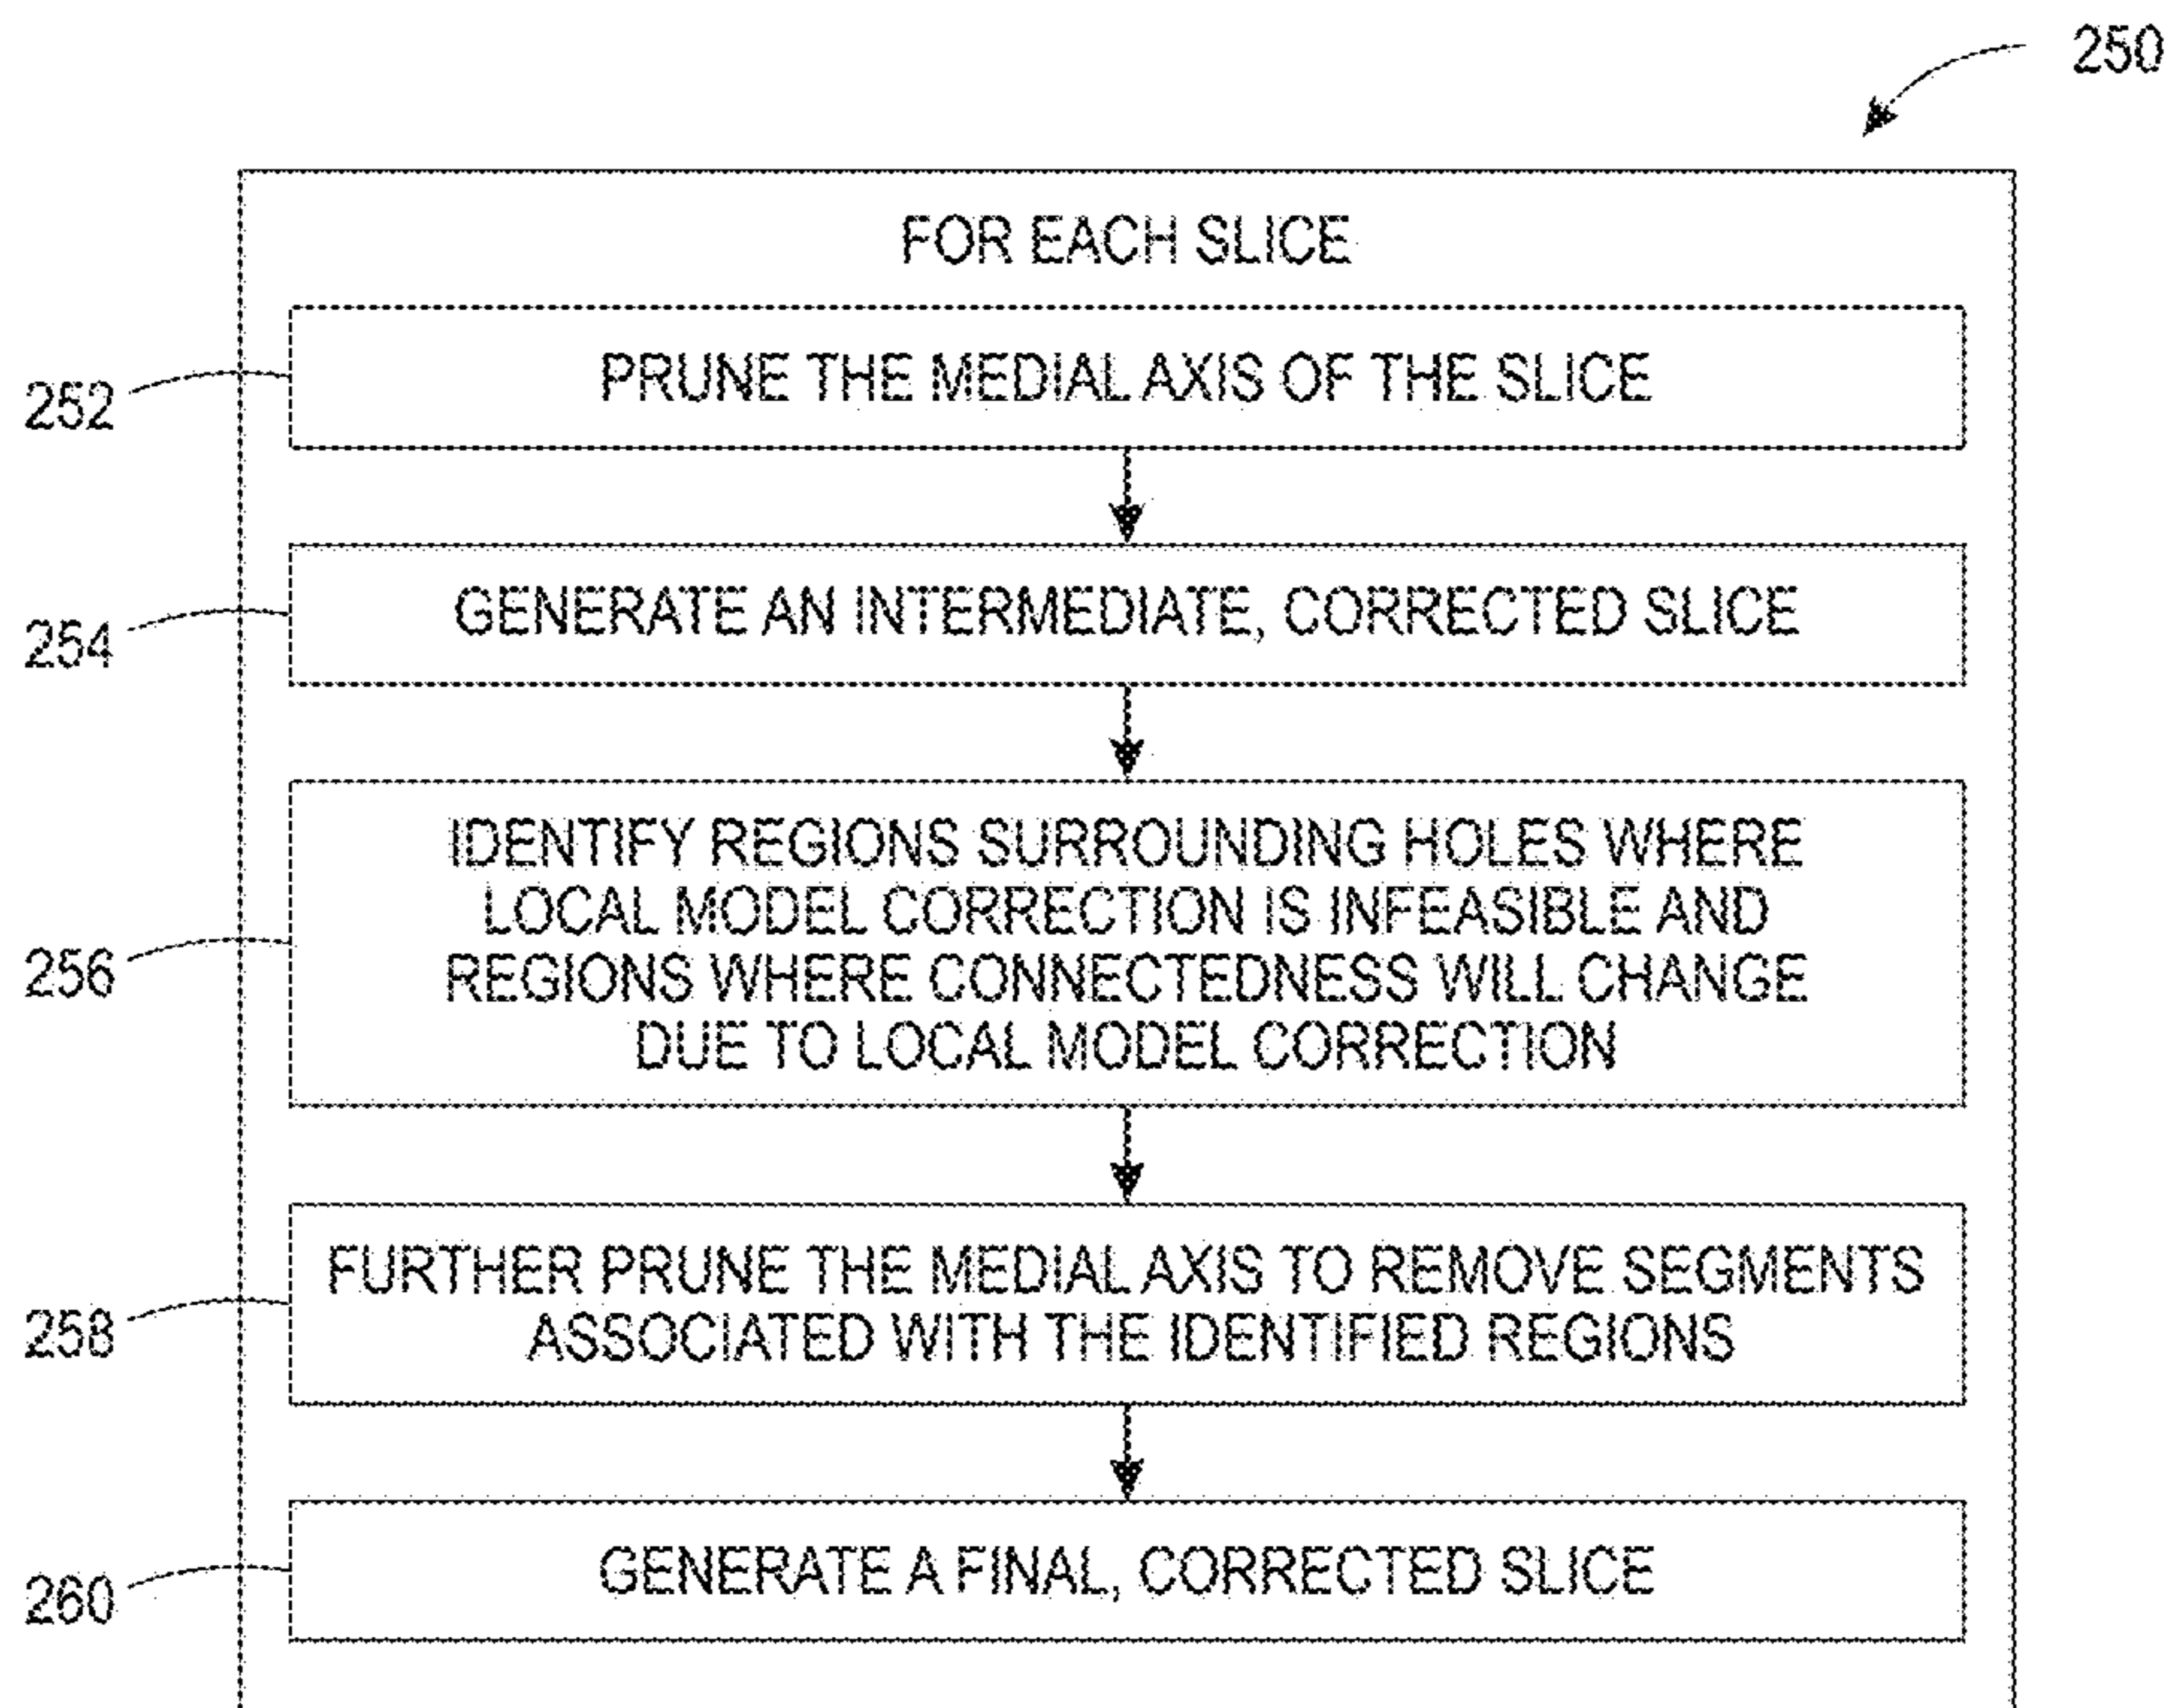 250
FOR EACH SLICE
252
PRUNE THE MEDIAL AXIS OF THE SLICE
254
GENERATE AN INTERMEDIATE, CORRECTED SLICE
256
IDENTIFY REGIONS SURROUNDING HOLES WHERE
LOCAL MODEL CORRECTION IS INFEASIBLE AND
REGIONS WHERE CONNECTEDNESS WILL CHANGE
DUE TO LOCAL MODEL CORRECTION
258
FURTHER PRUNE THE MEDIAL AXIS TO REMOVE SEGMENTS
ASSOCIATED WITH THE IDENTIFIED REGIONS
260
GENERATE A FINAL, CORRECTED SLICE